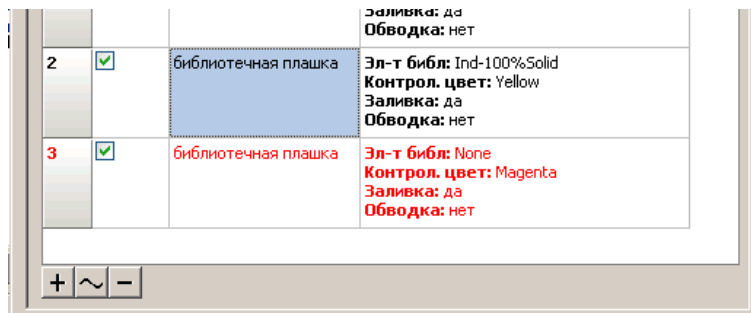 Заливка: да
Обводка: нет
2 библиотечная плашка Эл-т библ: Ind-100%Solid
Контрол. цвет: Yellow
Заливка: да
Обводка: нет
3 библиотечная плашка Эл-т библ: None
Контрол. цвет: Magenta
Заливка: да
Обводка: нет
+ ~ −